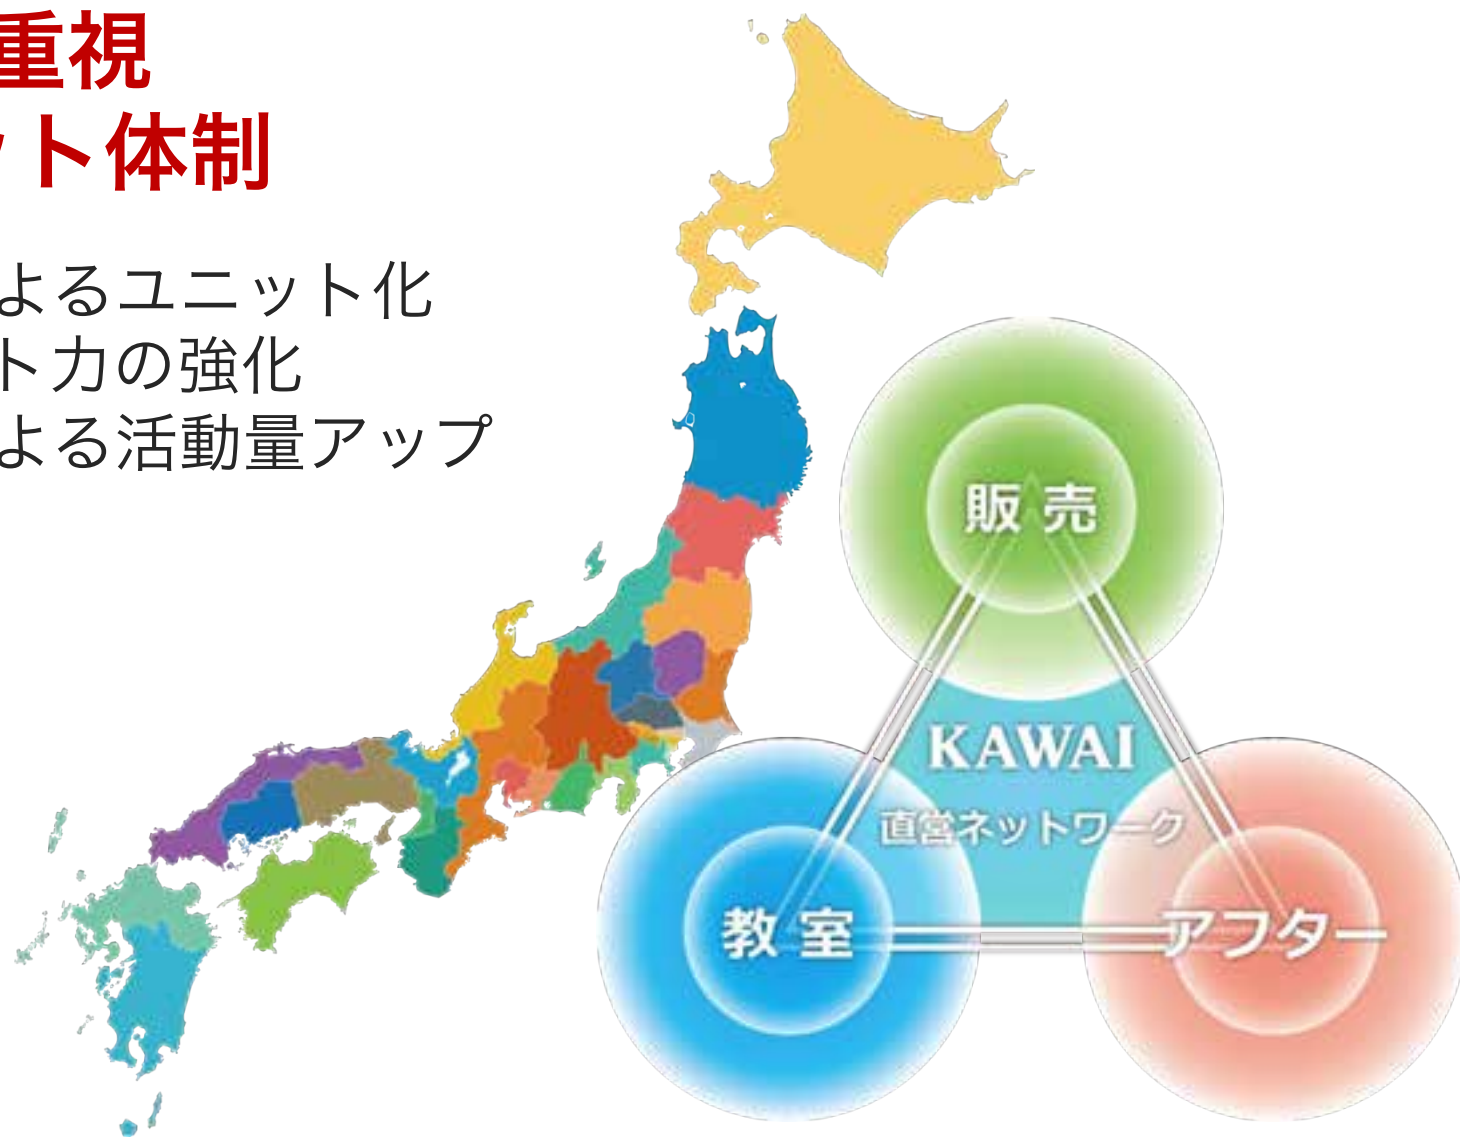 重視
ット体制
よるユニット化
ト力の強化
よる活動量アップ
販売
KAWAI
直営ネットワーク
教室
アフター